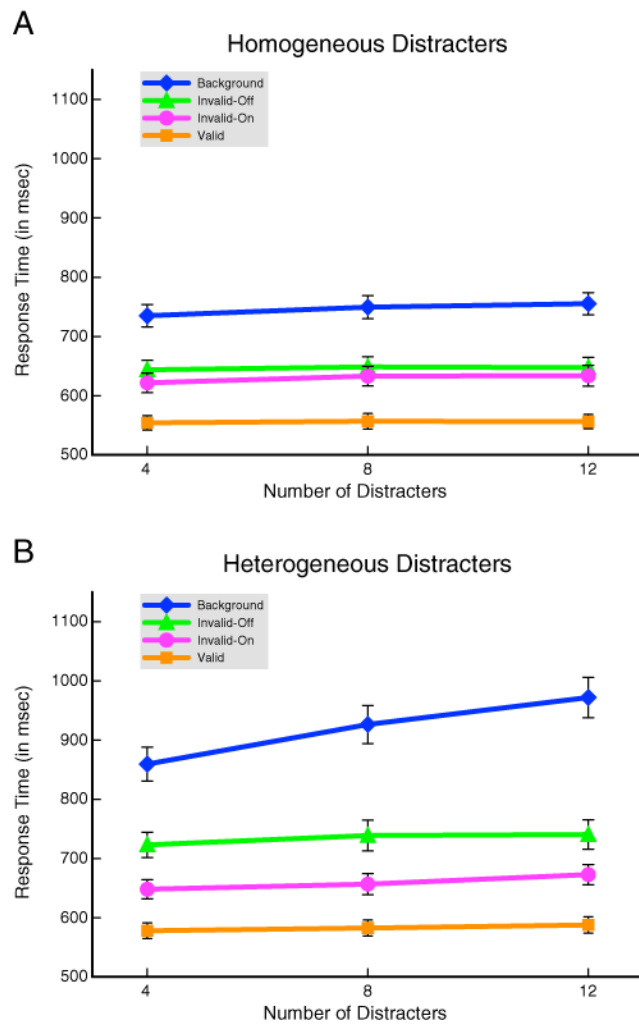 A
Homogeneous Distracters
Background
Invalid-Off
Invalid-On
Valid
Response Time (in msec)
1100
1000
900
800
700
600
500
4 8 12
Number of Distracters
B
Heterogeneous Distracters
Background
Invalid-Off
Invalid-On
Valid
Response Time (in msec)
1100
1000
900
800
700
600
500
4 8 12
Number of Distracters